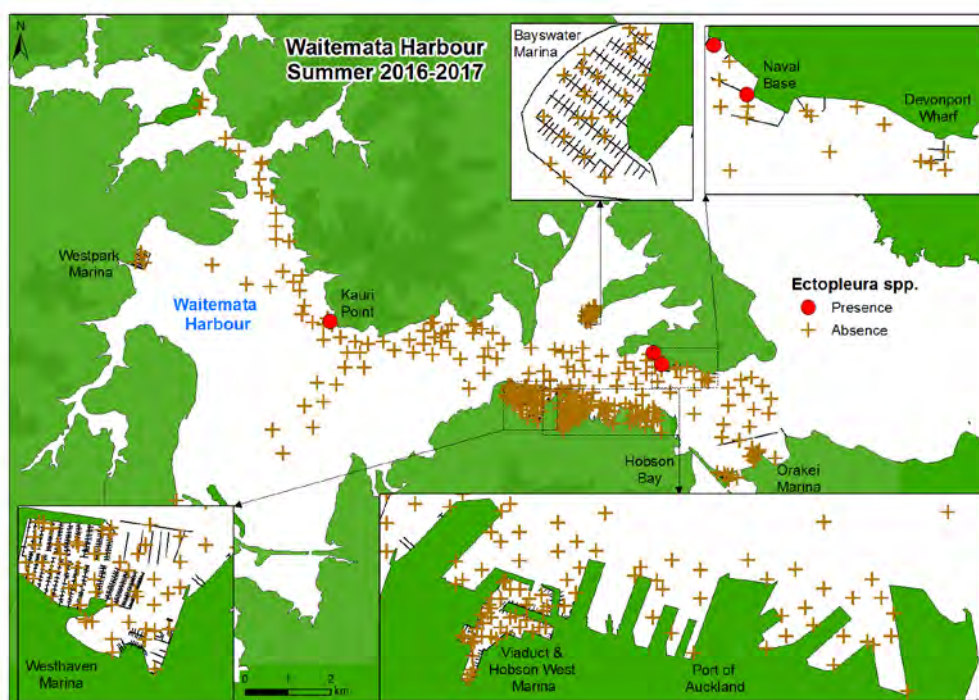 N
Waitemata Harbour
Summer 2016-2017
Bayswater
Marina
Naval
Base
Devonport
Wharf
Westpark
Marina
Waitemata
Harbour
Kauri
Point
Ectopleura spp.
Presence
Absence
Hobson
Bay
Orakei
Marina
Westhaven
Marina
0 1 2
km
Viaduct &
Hobson West
Marina
Port of
Auckland